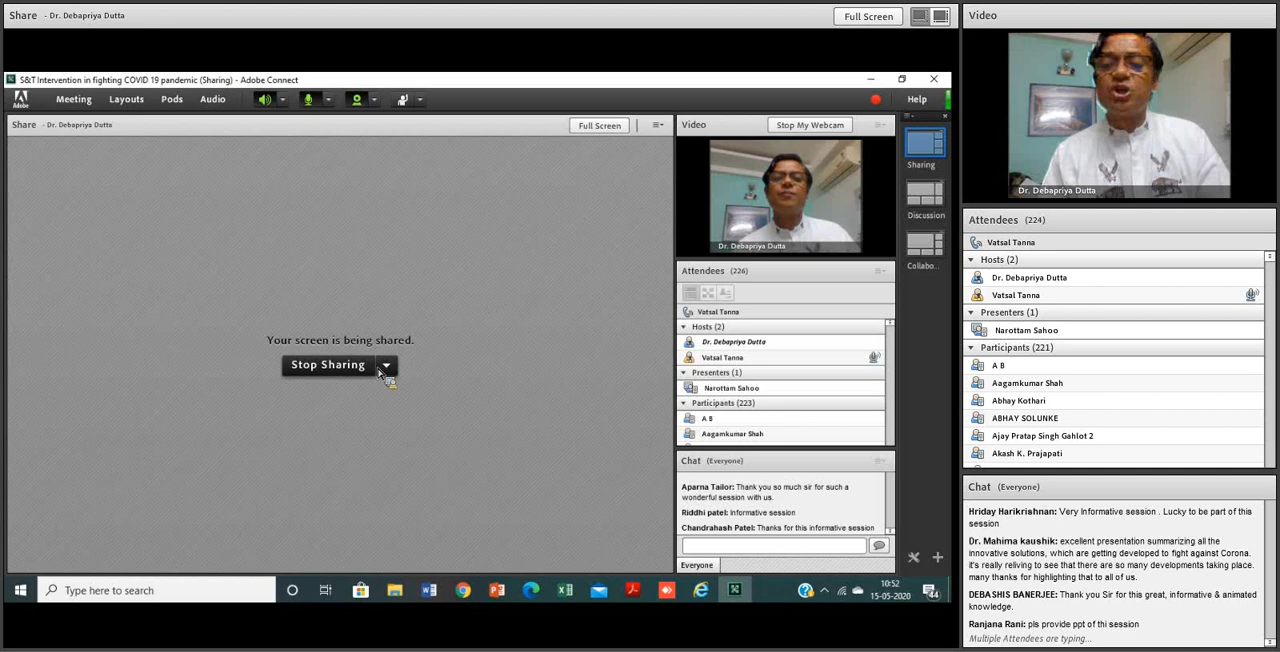 Share - Dr. Debapriya Dutta
Full Screen
S&T Intervention in fighting COVID 19 pandemic (Sharing) - Adobe Connect
Adobe
Meeting
Layouts
Pods
Audio
Help
Share - Dr. Debapriya Dutta
Full Screen
Your screen is being shared.
Stop Sharing
Video
Stop My Webcam
Dr. Debapriya Dutta
Attendees (226)
Vatsal Tanna
Hosts (2)
Dr. Debapriya Dutta
Vatsal Tanna
Presenters (1)
Narottam Sahoo
Participants (223)
A B
Aagamkumar Shah
Chat (Everyone)
Aparna Tailor: Thank you so much sir for such a
wonderful session with us.
Riddhi patel: Informative session
Chandrahash Patel: Thanks for this informative session
Everyone
Sharing
Discussion
Collabo...
Type here to search
10:52
15-05-2020
44
Video
Dr. Debapriya Dutta
Attendees (224)
Vatsal Tanna
Hosts (2)
Dr. Debapriya Dutta
Vatsal Tanna
Presenters (1)
Narottam Sahoo
Participants (221)
A B
Aagamkumar Shah
Abhay Kothari
ABHAY SOLUNKE
Ajay Pratap Singh Gahlot 2
Akash K. Prajapati
Chat (Everyone)
Hriday Harikrishnan: Very Informative session . Lucky to be part of this
session
Dr. Mahima kaushik: excellent presentation summarizing all the
innovative solutions, which are getting developed to fight against Corona.
it's really reliving to see that there are so many developments taking place.
many thanks for highlighting that to all of us.
DEBASHIS BANERJEE: Thank you Sir for this great, informative & animated
knowledge.
Ranjana Rani: pls provide ppt of thi session
Multiple Attendees are typing...